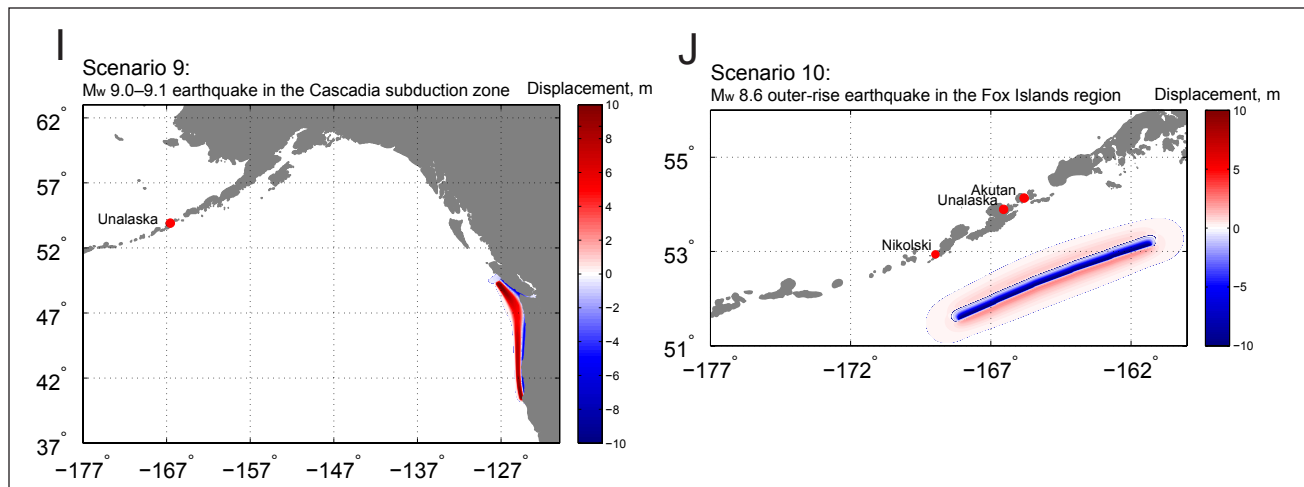 I
Scenario 9:
Mw 9.0–9.1 earthquake in the Cascadia subduction zone
Displacement, m
62°
57°
52°
47°
42°
37°
−177°
−167°
−157°
−147°
−137°
−127°
Unalaska
10
8
6
4
2
0
−2
−4
−6
−8
−10
J
Scenario 10:
Mw 8.6 outer-rise earthquake in the Fox Islands region
Displacement, m
55°
53°
51°
−177°
−172°
−167°
−162°
Akutan
Unalaska
Nikolski
10
5
0
−5
−10